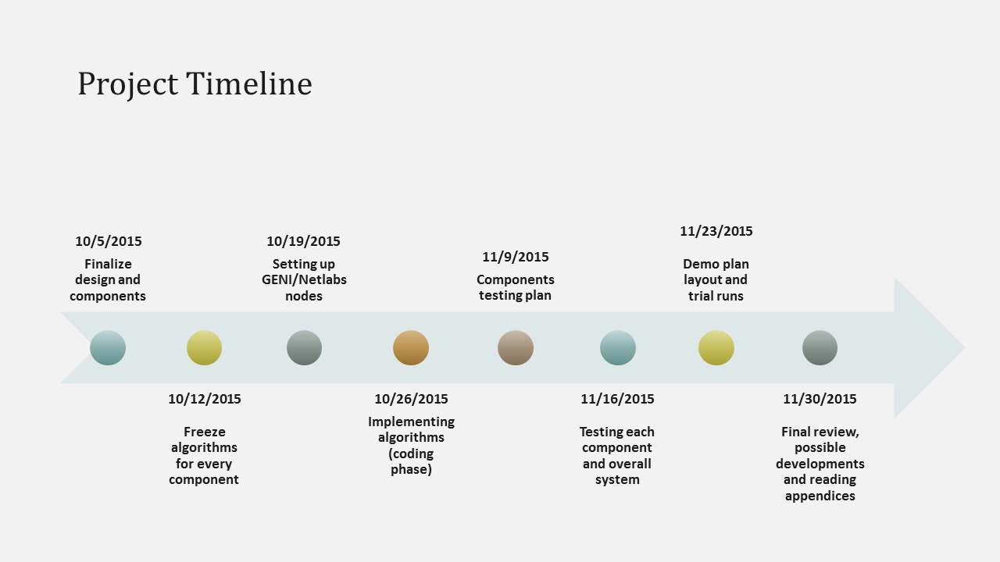 Project Timeline
10/5/2015
Finalize
design and
components
10/12/2015
Freeze
algorithms
for every
component
10/19/2015
Setting up
GENI/Netlabs
nodes
10/26/2015
Implementing
algorithms
(coding
phase)
11/9/2015
Components
testing plan
11/16/2015
Testing each
component
and overall
system
11/23/2015
Demo plan
layout and
trial runs
11/30/2015
Final review,
possible
developments
and reading
appendices